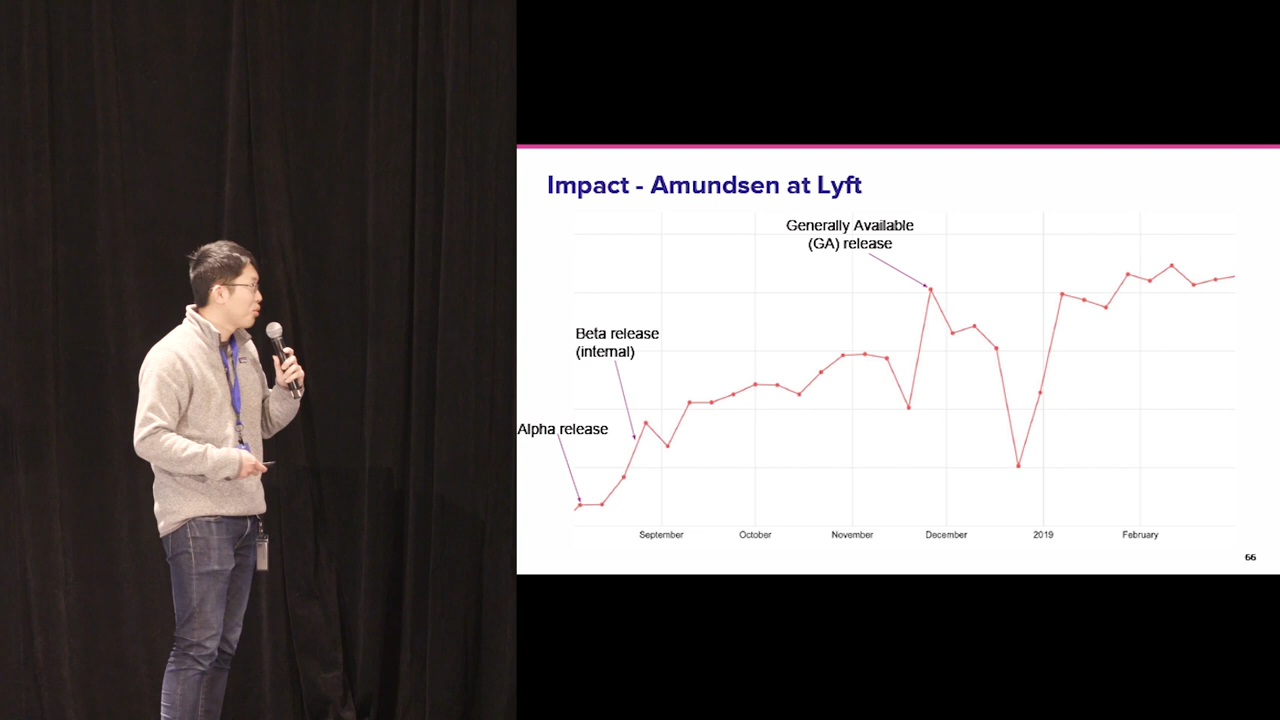 Impact - Amundsen at Lyft
Generally Available
(GA) release
Beta release
(internal)
Alpha release
September
October
November
December
2019
February
66